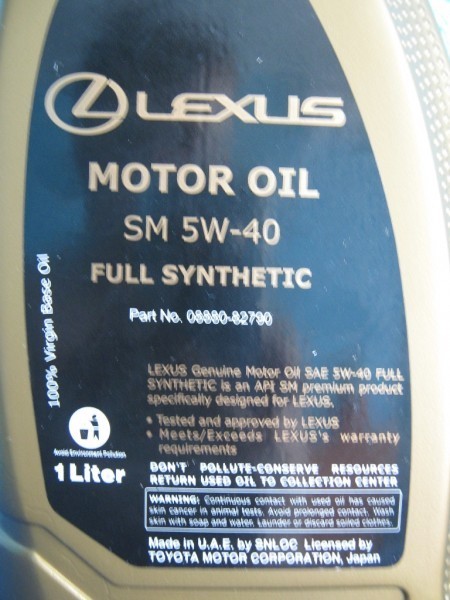 LEXUS
MOTOR OIL
SM 5W-40
FULL SYNTHETIC
Part No. 08880-82790
100% Virgin Base Oil
LEXUS Genuine Motor Oil SAE 5W-40 FULL
SYNTHETIC is an API SM premium product
specifically designed for LEXUS.
• Tested and approved by LEXUS
• Meets/Exceeds LEXUS's warranty
requirements
Avoid Environment Pollution
1 Liter
DON'T POLLUTE-CONSERVE RESOURCES
RETURN USED OIL TO COLLECTION CENTER
WARNING: Continuous contact with used oil has caused
skin cancer in animal tests. Avoid prolonged contact. Wash
skin with soap and water. Launder or discard soiled clothes.
Made in U.A.E. by SNLOC Licensed by
TOYOTA MOTOR CORPORATION, Japan